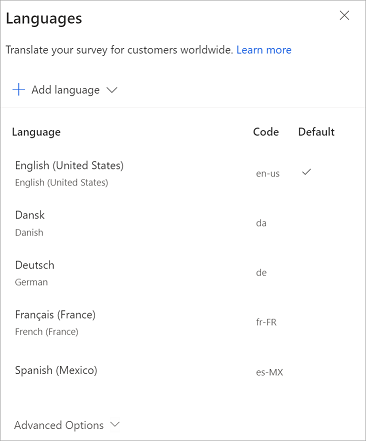 Languages
Translate your survey for customers worldwide. Learn more
Add language
Language Code Default
English (United States)
English (United States)
en-us
Dansk
Danish
da
Deutsch
German
de
Français (France)
French (France)
fr-FR
Spanish (Mexico)
es-MX
Advanced Options